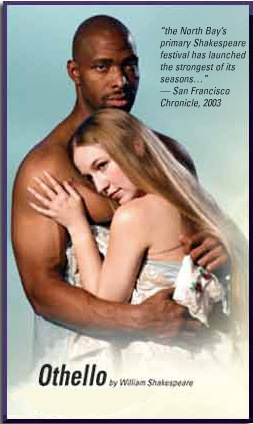 “the North Bay’s
primary Shakespeare
festival has launched
the strongest of its
seasons…”
— San Francisco
Chronicle, 2003
Othello by William Shakespeare